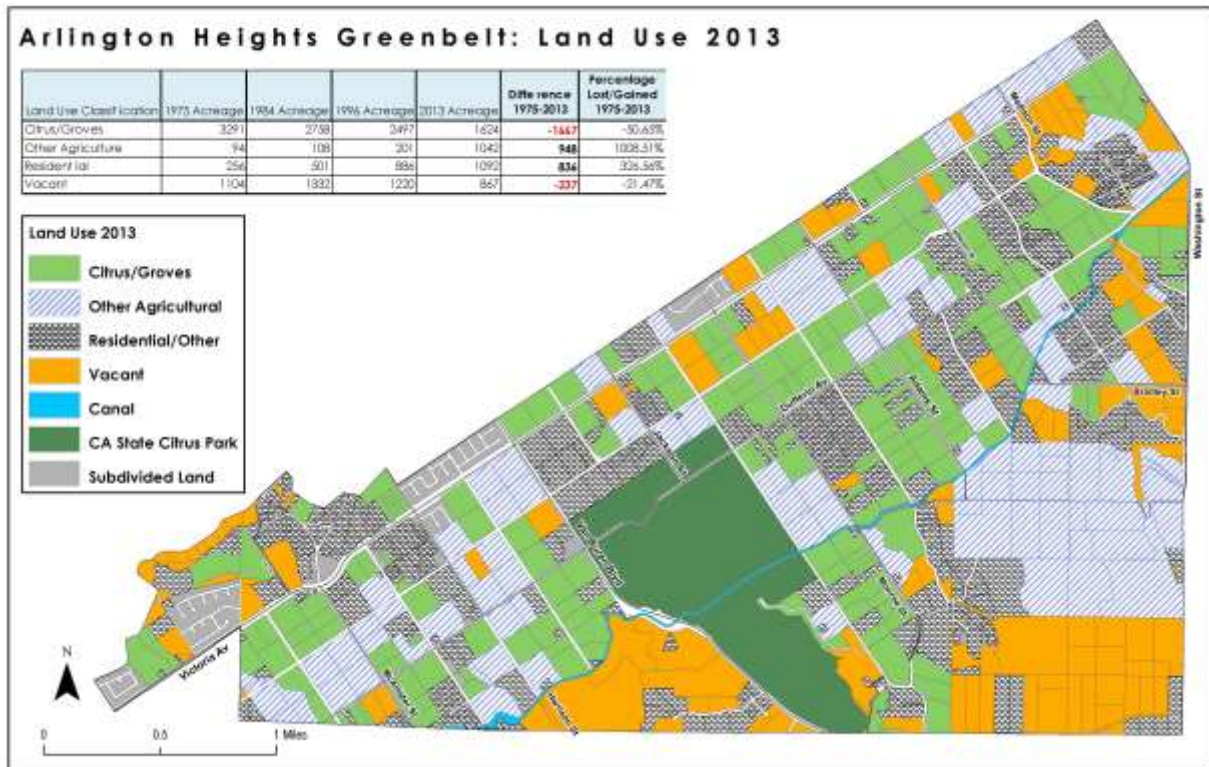 Arlington Heights Greenbelt: Land Use 2013
Land Use Classification 1975 Acreage 1984 Acreage 1996 Acreage 2013 Acreage Difference 1975-2013 Percentage Lost/Gained 1975-2013
Citrus/Groves 3291 2758 2497 1624 -1667 -50.65%
Other Agriculture 94 108 201 1042 948 1008.51%
Residential 256 501 886 1092 836 326.56%
Vacant 1104 1332 1220 867 -237 -21.47%
Land Use 2013
Citrus/Groves
Other Agricultural
Residential/Other
Vacant
Canal
CA State Citrus Park
Subdivided Land
Washington St
Bradley St
Dufferin Av
Victoria Av
N
0 0.5 1 Miles